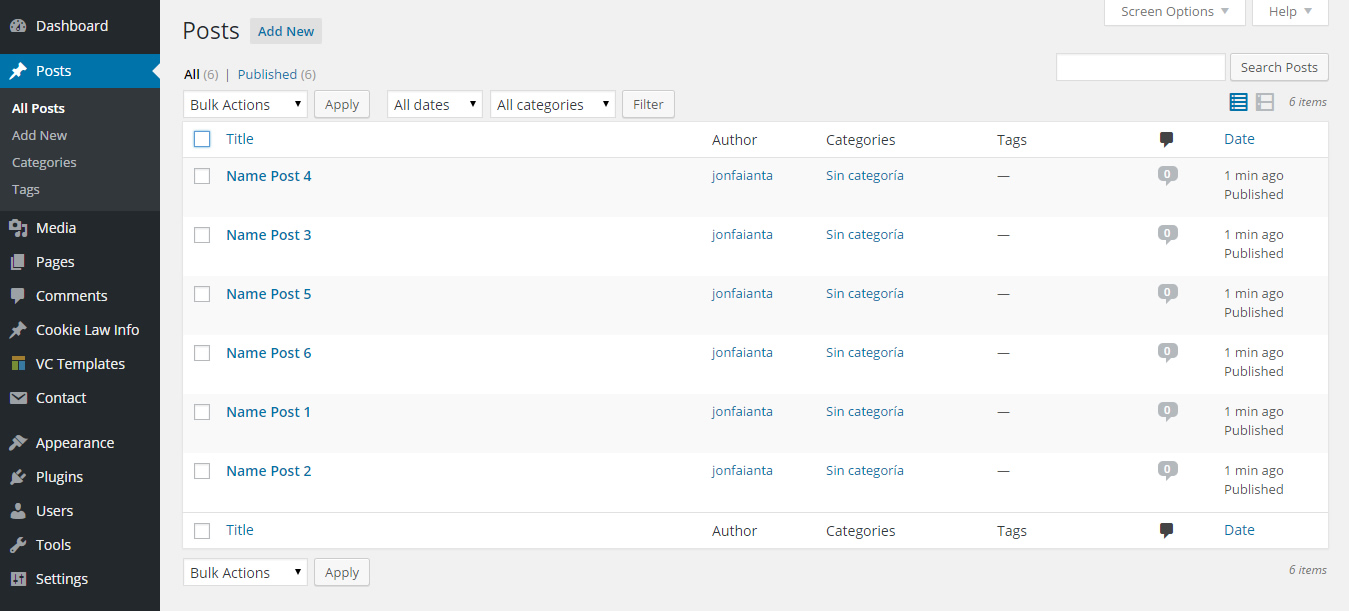 Dashboard
Posts
All Posts
Add New
Categories
Tags
Media
Pages
Comments
Cookie Law Info
VC Templates
Contact
Appearance
Plugins
Users
Tools
Settings
Screen Options Help
Posts Add New
All (6) | Published (6)
Search Posts
Bulk Actions Apply All dates All categories Filter 6 items
Title Author Categories Tags Date
Name Post 4 jonfaianta Sin categoría — 0 1 min ago
Published
Name Post 3 jonfaianta Sin categoría — 0 1 min ago
Published
Name Post 5 jonfaianta Sin categoría — 0 1 min ago
Published
Name Post 6 jonfaianta Sin categoría — 0 1 min ago
Published
Name Post 1 jonfaianta Sin categoría — 0 1 min ago
Published
Name Post 2 jonfaianta Sin categoría — 0 1 min ago
Published
Title Author Categories Tags Date
Bulk Actions Apply 6 items